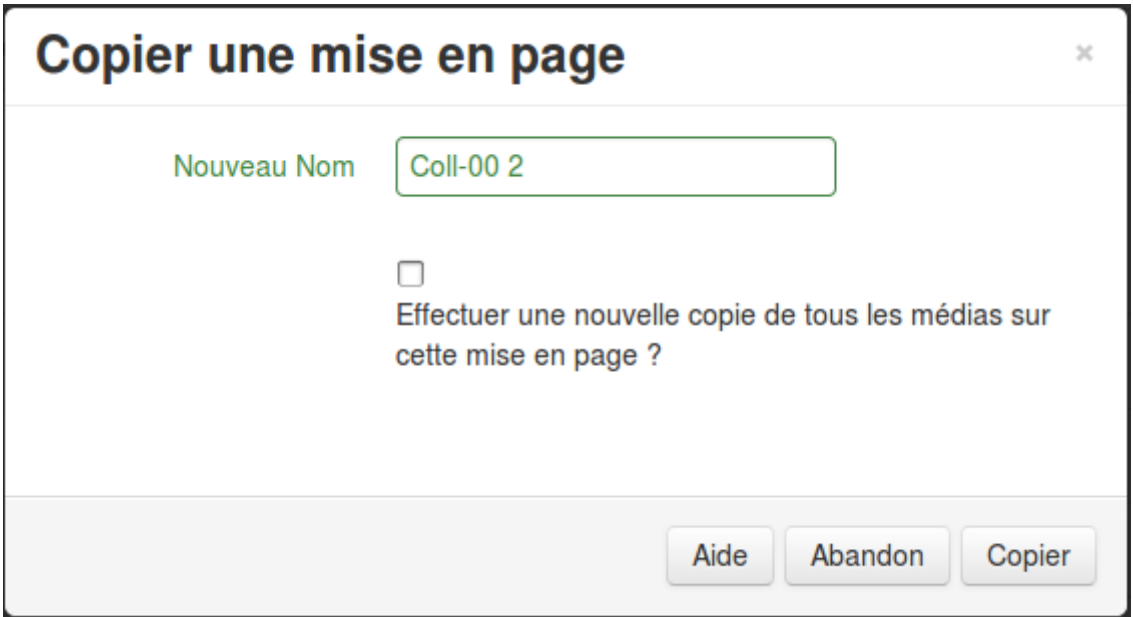 Copier une mise en page
×
Nouveau Nom
Coll-00 2
Effectuer une nouvelle copie de tous les médias sur
cette mise en page ?
Aide
Abandon
Copier